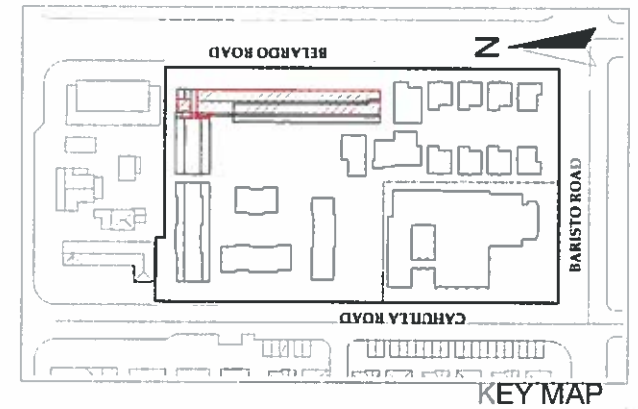 BELARDO ROAD
N
BARISTO ROAD
CAHUILLA ROAD
KEY MAP